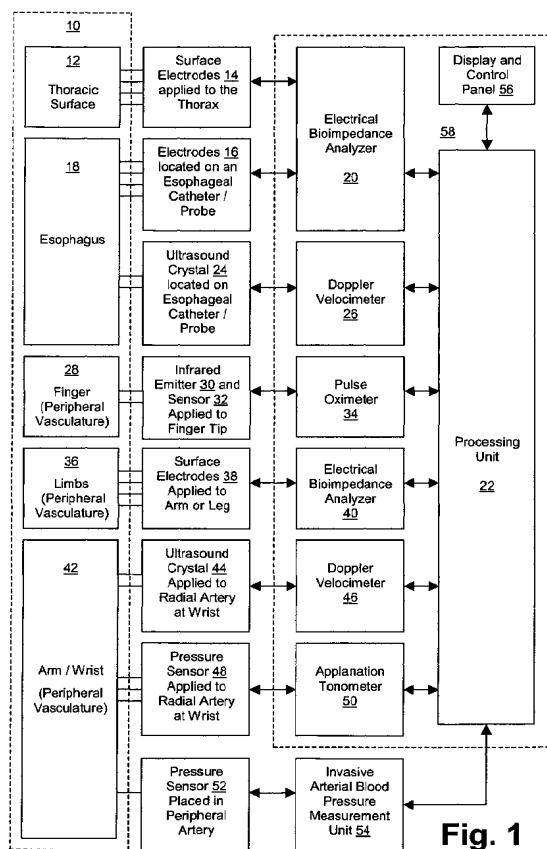 10
12
Thoracic
Surface
Surface
Electrodes 14
applied to the
Thorax
Electrical
Bioimpedance
Analyzer
20
Display and
Control
Panel 56
58
18
Esophagus
Electrodes 16
located on an
Esophageal
Catheter /
Probe
Ultrasound
Crystal 24
located on
Esophageal
Catheter /
Probe
Doppler
Velocimeter
26
28
Finger
(Peripheral
Vasculature)
Infrared
Emitter 30 and
Sensor 32
Applied to
Finger Tip
Pulse
Oximeter
34
Processing
Unit
22
36
Limbs
(Peripheral
Vasculature)
Surface
Electrodes 38
Applied to
Arm or Leg
Electrical
Bioimpedance
Analyzer
40
42
Arm / Wrist
(Peripheral
Vasculature)
Ultrasound
Crystal 44
Applied to
Radial Artery
at Wrist
Doppler
Velocimeter
46
Pressure
Sensor 48
Applied to
Radial Artery
at Wrist
Applanation
Tonometer
50
Pressure
Sensor 52
Placed in
Peripheral
Artery
Invasive
Arterial Blood
Pressure
Measurement
Unit 54
Fig. 1